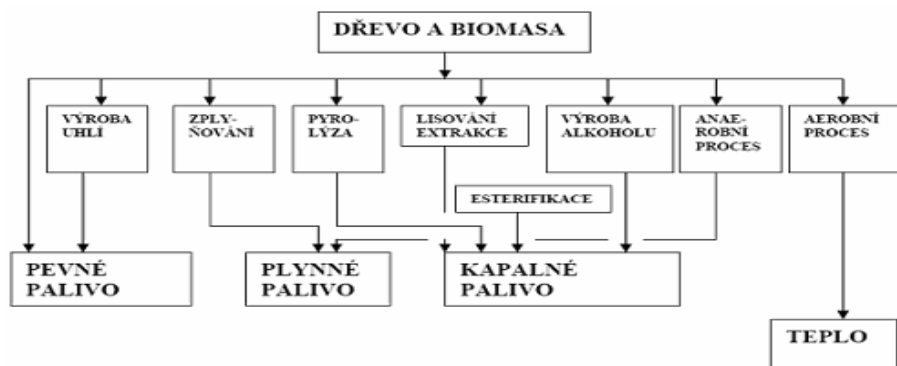 DŘEVO A BIOMASA
VÝROBA
UHLÍ
ZPLY-
ŇOVÁNÍ
PYRO-
LÝZA
LISOVÁNÍ
EXTRAKCE
VÝROBA
ALKOHOLU
ANAE-
ROBNÍ
PROCES
AEROBNÍ
PROCES
ESTERIFIKACE
PEVNÉ
PALIVO
PLYNNÉ
PALIVO
KAPALNÉ
PALIVO
TEPLO